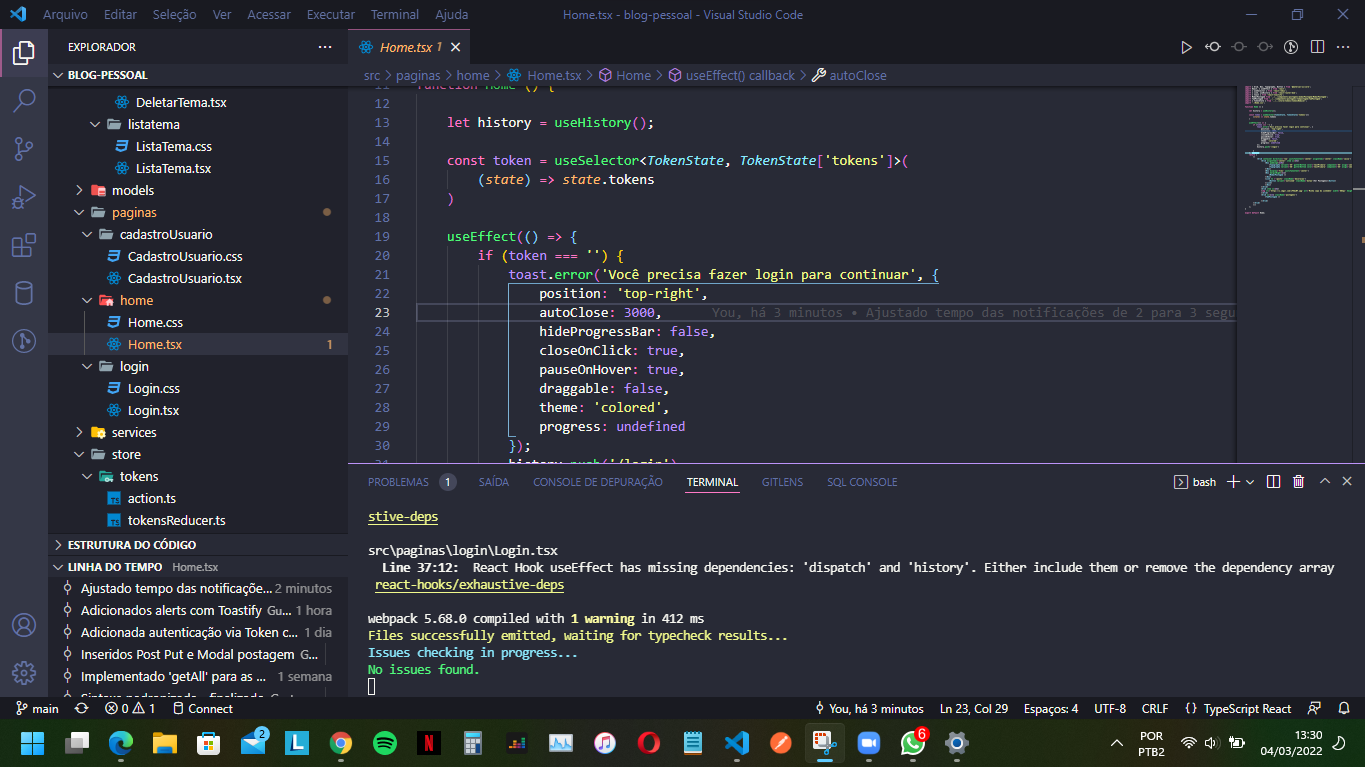 Arquivo Editar Seleção Ver Acessar Executar Terminal Ajuda
Home.tsx - blog-pessoal - Visual Studio Code
EXPLORADOR
BLOG-PESSOAL
DeletarTema.tsx
listatema
ListaTema.css
ListaTema.tsx
models
paginas
cadastroUsuario
CadastroUsuario.css
CadastroUsuario.tsx
home
Home.css
Home.tsx 1
login
Login.css
Login.tsx
services
store
tokens
action.ts
tokensReducer.ts
ESTRUTURA DO CÓDIGO
LINHA DO TEMPO Home.tsx
Ajustado tempo das notificaçõe... 2 minutos
Adicionados alerts com Toastify Gu... 1 hora
Adicionada autenticação via Token c... 1 dia
Inseridos Post Put e Modal postagem G...
Implementado 'getAll' para as ... 1 semana
Home.tsx 1
src > paginas > home > Home.tsx > Home > useEffect() callback > autoClose
function Home () {
12
13 let history = useHistory();
14
15 const token = useSelector<TokenState, TokenState['tokens']>(
16 (state) => state.tokens
17 )
18
19 useEffect(() => {
20 if (token === '') {
21 toast.error('Você precisa fazer login para continuar', {
22 position: 'top-right',
23 autoClose: 3000, You, há 3 minutos • Ajustado tempo das notificações de 2 para 3 segu
24 hideProgressBar: false,
25 closeOnClick: true,
26 pauseOnHover: true,
27 draggable: false,
28 theme: 'colored',
29 progress: undefined
30 });
history.push('/login')
PROBLEMAS 1 SAÍDA CONSOLE DE DEPURAÇÃO TERMINAL GITLENS SQL CONSOLE
bash
stive-deps
src\paginas\login\Login.tsx
Line 37:12: React Hook useEffect has missing dependencies: 'dispatch' and 'history'. Either include them or remove the dependency array
react-hooks/exhaustive-deps
webpack 5.68.0 compiled with 1 warning in 412 ms
Files successfully emitted, waiting for typecheck results...
Issues checking in progress...
No issues found.
main 0 1 Connect
You, há 3 minutos Ln 23, Col 29 Espaços: 4 UTF-8 CRLF {} TypeScript React
2
L
N
6
POR
PTB2
13:30
04/03/2022